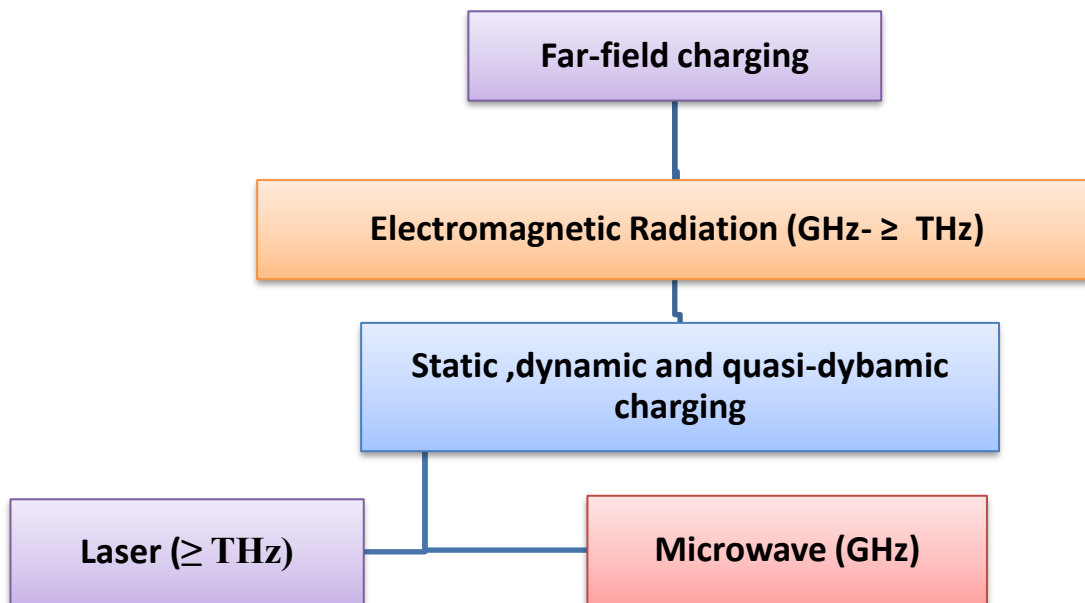 Far-field charging
Electromagnetic Radiation (GHz- ≥ THz)
Static ,dynamic and quasi-dybamic
charging
Laser (≥ THz)
Microwave (GHz)